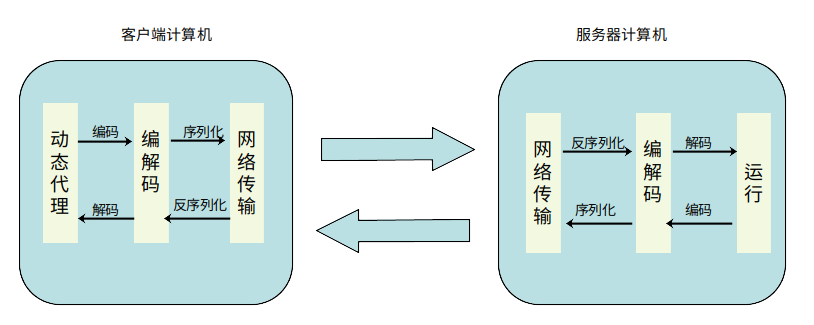 客户端计算机
服务器计算机
动态代理
编码
解码
编解码
序列化
反序列化
网络传输
网络传输
反序列化
序列化
编解码
解码
编码
运行